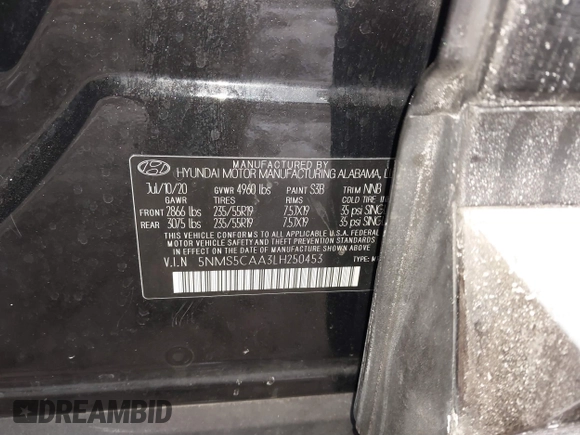 MANUFACTURED BY
HYUNDAI MOTOR MANUFACTURING ALABAMA, L
Jul/10/20 GVWR 4960 lbs PAINT S3B TRIM NNB
GAWR TIRES RIMS COLD TIRE
FRONT 2866 lbs 235/55R19 7.5JX19 35 psi SING
REAR 3075 lbs 235/55R19 7.5JX19 35 psi SING
THIS VEHICLE CONFORMS TO ALL APPLICABLE U.S.A. FEDERAL
MOTOR VEHICLE SAFETY, BUMPER, AND THEFT PREVENTION STANDARDS
IN EFFECT ON THE DATE OF MANUFACTURE SHOWN ABOVE.
V.I.N 5NMS5CAA3LH250453 TYPE: M
DREAMBID